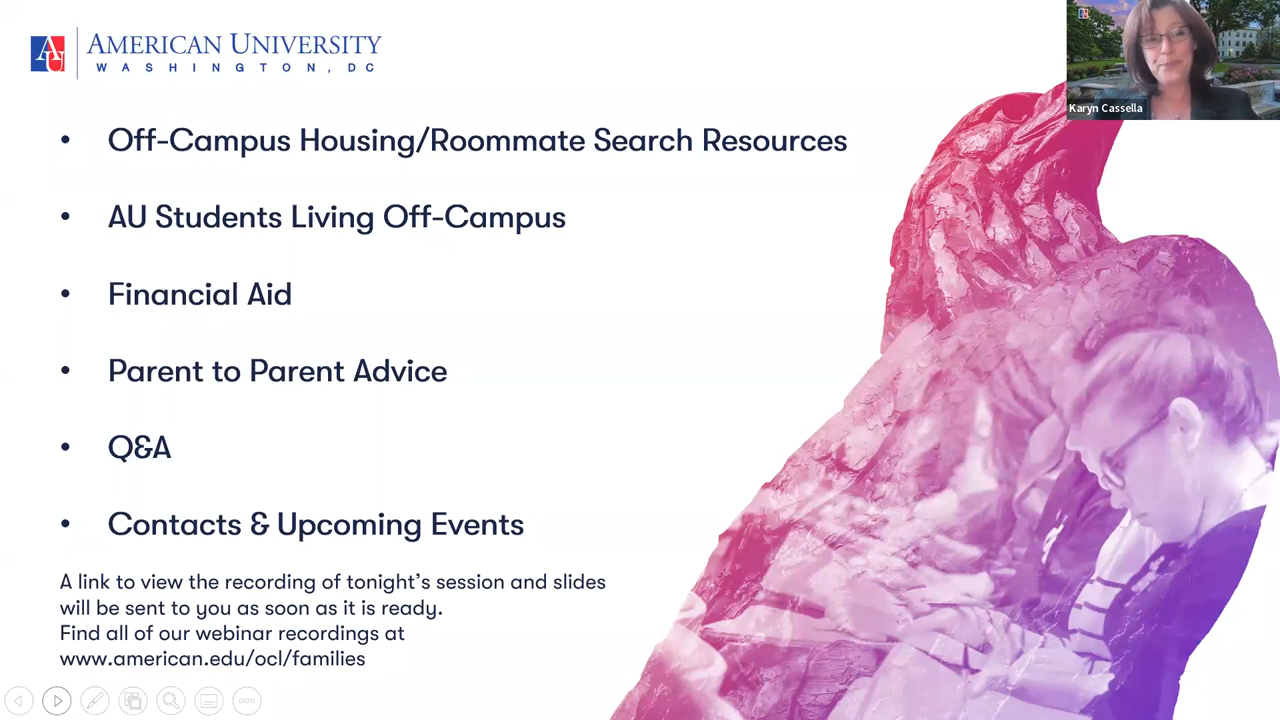 AU
AMERICAN UNIVERSITY
WASHINGTON, DC
Karyn Cassella
• Off-Campus Housing/Roommate Search Resources
• AU Students Living Off-Campus
• Financial Aid
• Parent to Parent Advice
• Q&A
• Contacts & Upcoming Events
A link to view the recording of tonight's session and slides
will be sent to you as soon as it is ready.
Find all of our webinar recordings at
www.american.edu/ocl/families